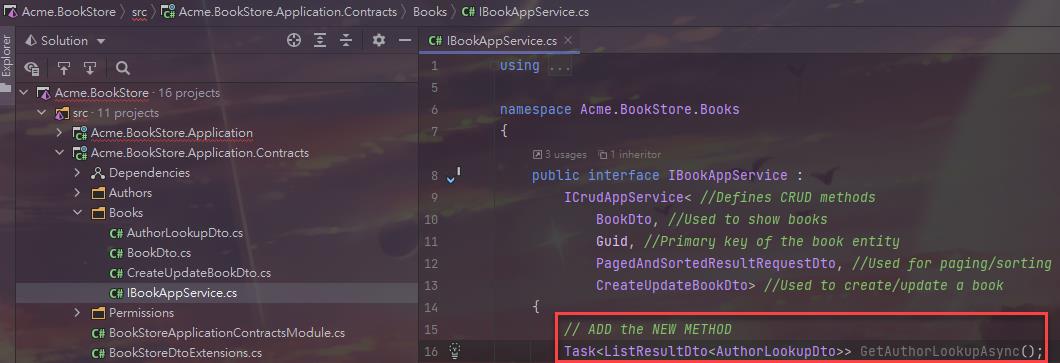 Acme.BookStore > src > Acme.BookStore.Application.Contracts > Books > C# IBookAppService.cs
Explorer
Solution
Acme.BookStore · 16 projects
src · 11 projects
Acme.BookStore.Application
Acme.BookStore.Application.Contracts
Dependencies
Authors
Books
C# AuthorLookupDto.cs
C# BookDto.cs
C# CreateUpdateBookDto.cs
C# IBookAppService.cs
Permissions
C# BookStoreApplicationContractsModule.cs
C# BookStoreDtoExtensions.cs
C# IBookAppService.cs ×
1 using ...
5
6 namespace Acme.BookStore.Books
7 {
3 usages 1 inheritor
8 public interface IBookAppService :
9 ICrudAppService< //Defines CRUD methods
10 BookDto, //Used to show books
11 Guid, //Primary key of the book entity
12 PagedAndSortedResultRequestDto, //Used for paging/sorting
13 CreateUpdateBookDto> //Used to create/update a book
14 {
15 // ADD the NEW METHOD
16 Task<ListResultDto<AuthorLookupDto>> GetAuthorLookupAsync();